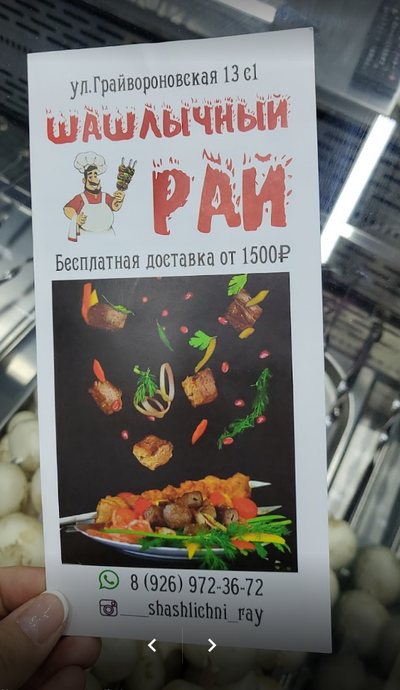 ул.Грайвороновская 13 с1
ШАШЛЫЧНЫЙ
РАЙ
Бесплатная доставка от 1500₽
8 (926) 972-36-72
___shashlichni_ray